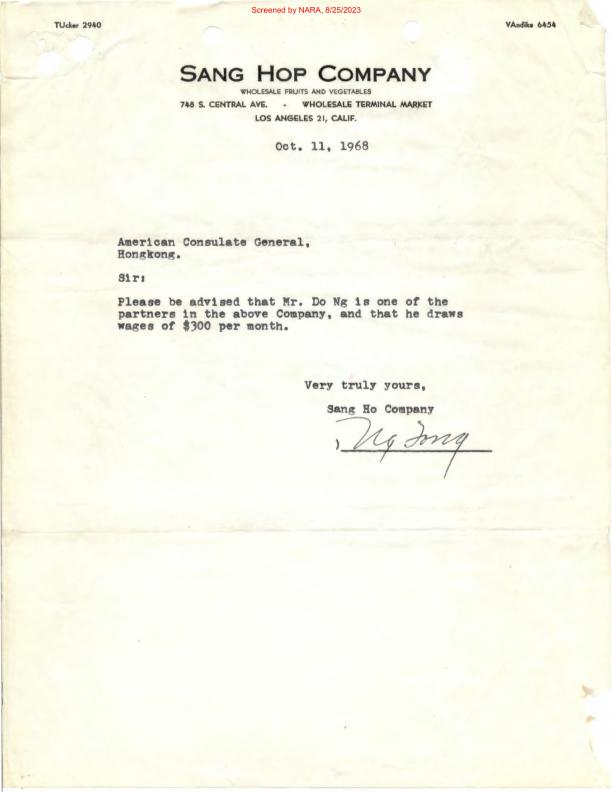 Screened by NARA, 8/25/2023
TUcker 2940
VAndike 6454
SANG HOP COMPANY
WHOLESALE FRUITS AND VEGETABLES
748 S. CENTRAL AVE. - WHOLESALE TERMINAL MARKET
LOS ANGELES 21, CALIF.
Oct. 11, 1968
American Consulate General,
Hongkong.
Sir:
Please be advised that Mr. Do Ng is one of the
partners in the above Company, and that he draws
wages of $300 per month.
Very truly yours,
Sang Ho Company
Ng Fong